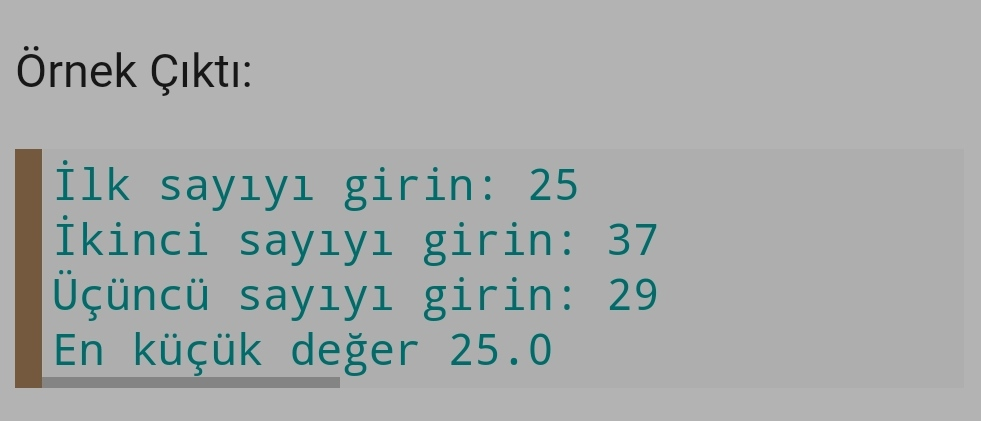 Örnek Çıktı:
İlk sayıyı girin: 25
İkinci sayıyı girin: 37
Üçüncü sayıyı girin: 29
En küçük değer 25.0